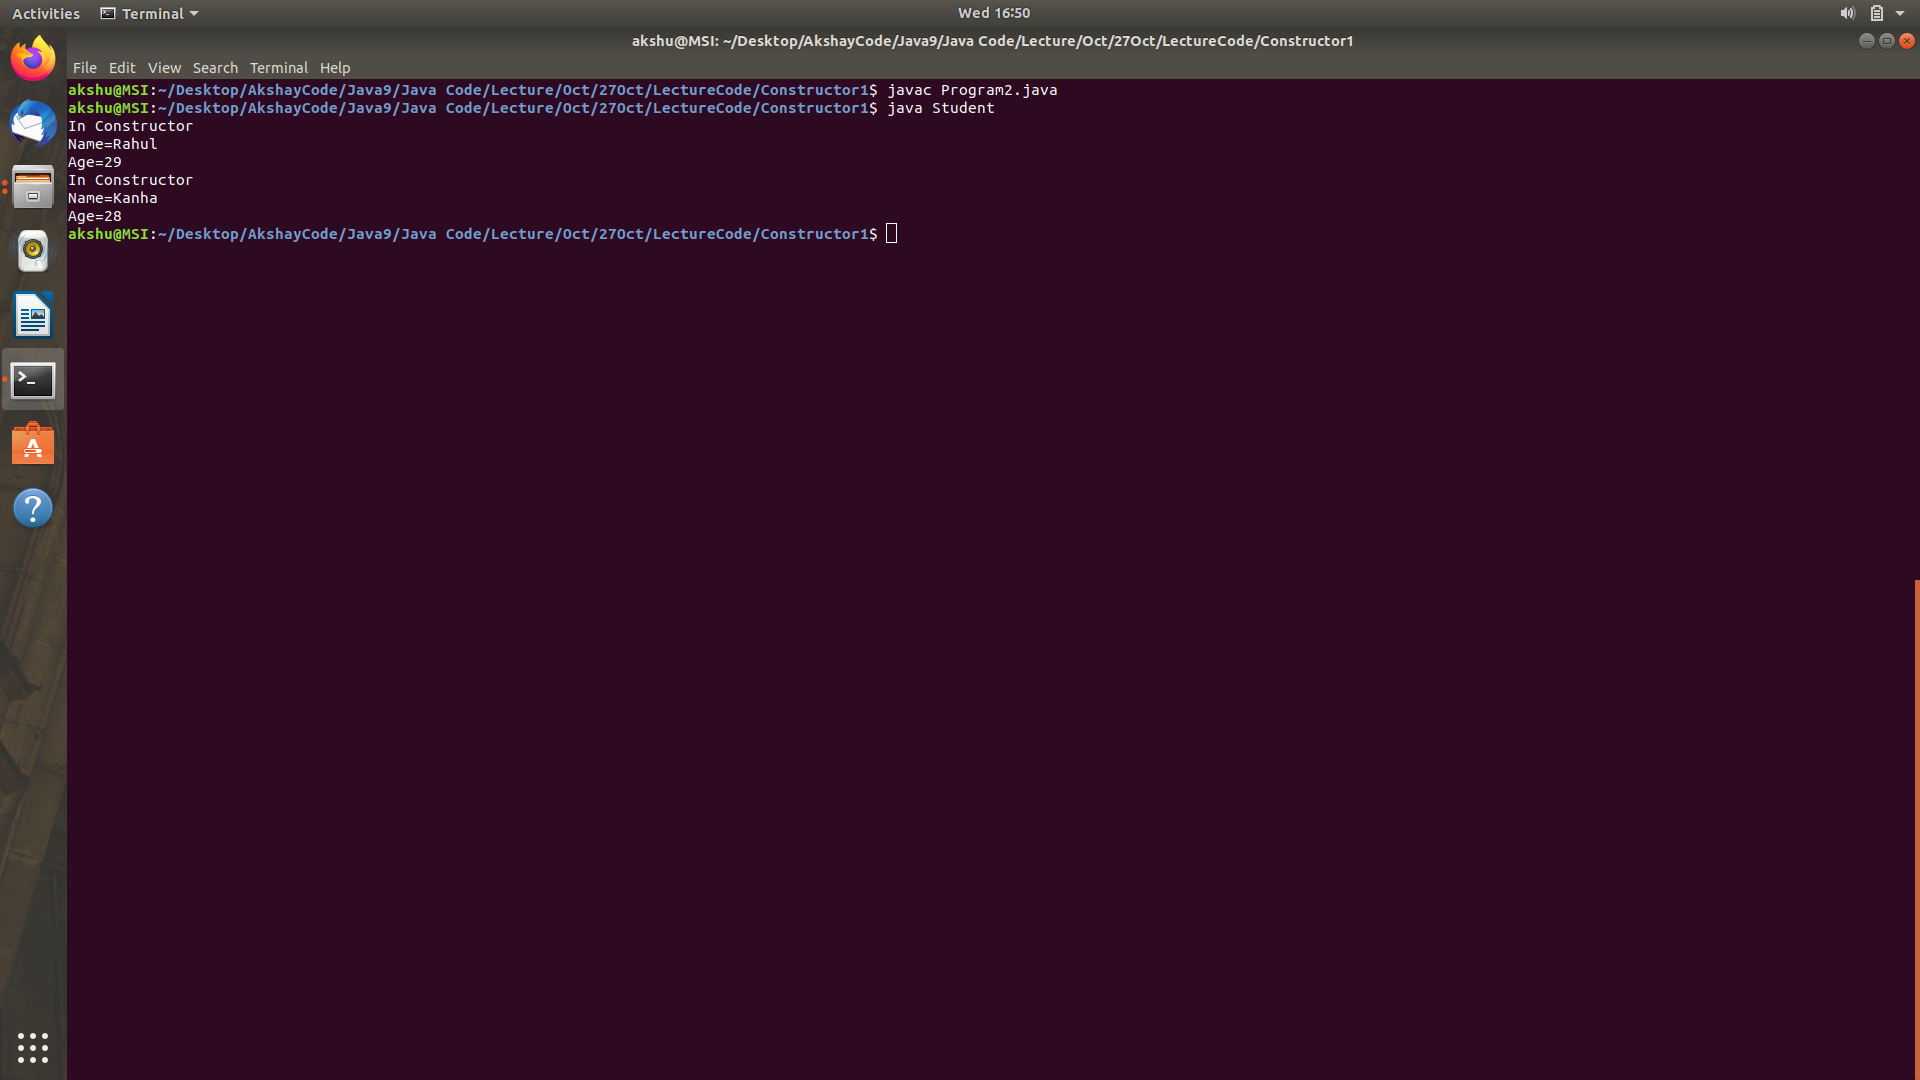 Activities Terminal Wed 16:50
akshu@MSI: ~/Desktop/AkshayCode/Java9/Java Code/Lecture/Oct/27Oct/LectureCode/Constructor1
File Edit View Search Terminal Help
akshu@MSI:~/Desktop/AkshayCode/Java9/Java Code/Lecture/Oct/27Oct/LectureCode/Constructor1$ javac Program2.java
akshu@MSI:~/Desktop/AkshayCode/Java9/Java Code/Lecture/Oct/27Oct/LectureCode/Constructor1$ java Student
In Constructor
Name=Rahul
Age=29
In Constructor
Name=Kanha
Age=28
akshu@MSI:~/Desktop/AkshayCode/Java9/Java Code/Lecture/Oct/27Oct/LectureCode/Constructor1$